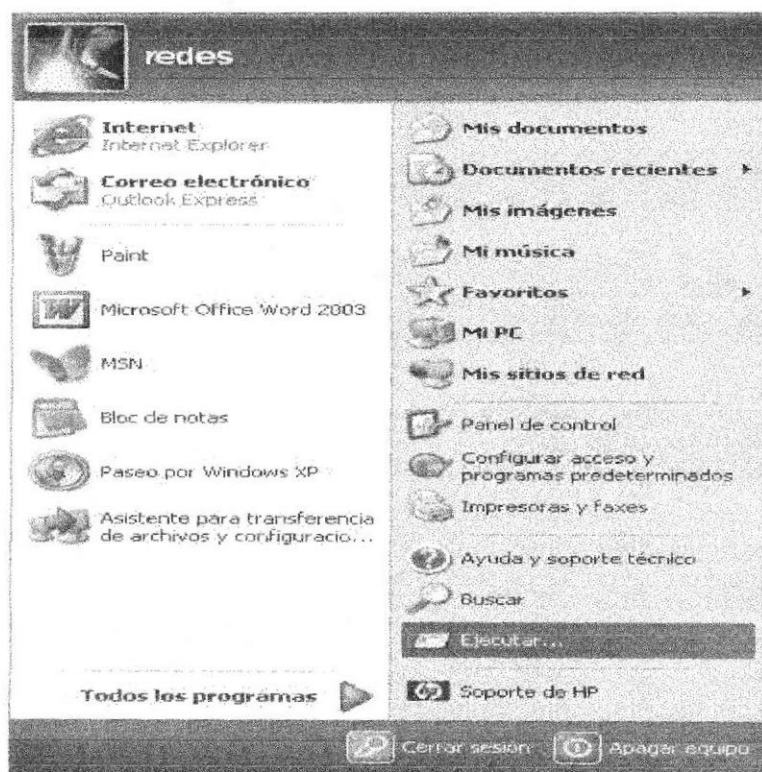 redes
Internet
Internet Explorer
Correo electrónico
Outlook Express
Paint
Microsoft Office Word 2003
MSN
Bloc de notas
Paseo por Windows XP
Asistente para transferencia
de archivos y configuracio...
Todos los programas
Mis documentos
Documentos recientes
Mis imágenes
Mi música
Favoritos
Mi PC
Mis sitios de red
Panel de control
Configurar acceso y
programas predeterminados
Impresoras y faxes
Ayuda y soporte técnico
Buscar
Ejecutar...
Soporte de HP
Cerrar sesión
Apagar equipo